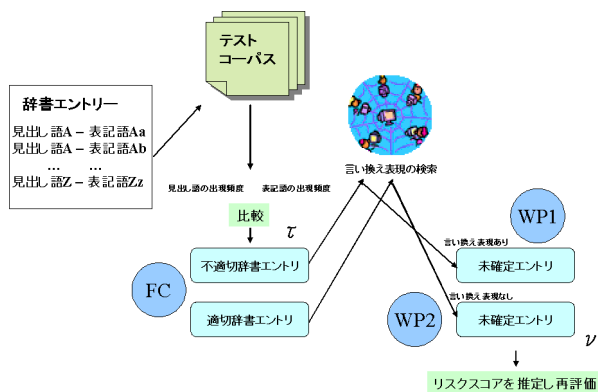 テスト
コーパス
辞書エントリー
見出し語A − 表記語Aa
見出し語A − 表記語Ab
… …
見出し語Z − 表記語Zz
言い換え表現の検索
見出し語の出現頻度 表記語の出現頻度
比較
τ
WP1
言い換え表現あり
不適切辞書エントリ
未確定エントリ
FC
言い換え表現なし
適切辞書エントリ
WP2
未確定エントリ
ν
リスクスコアを推定し再評価